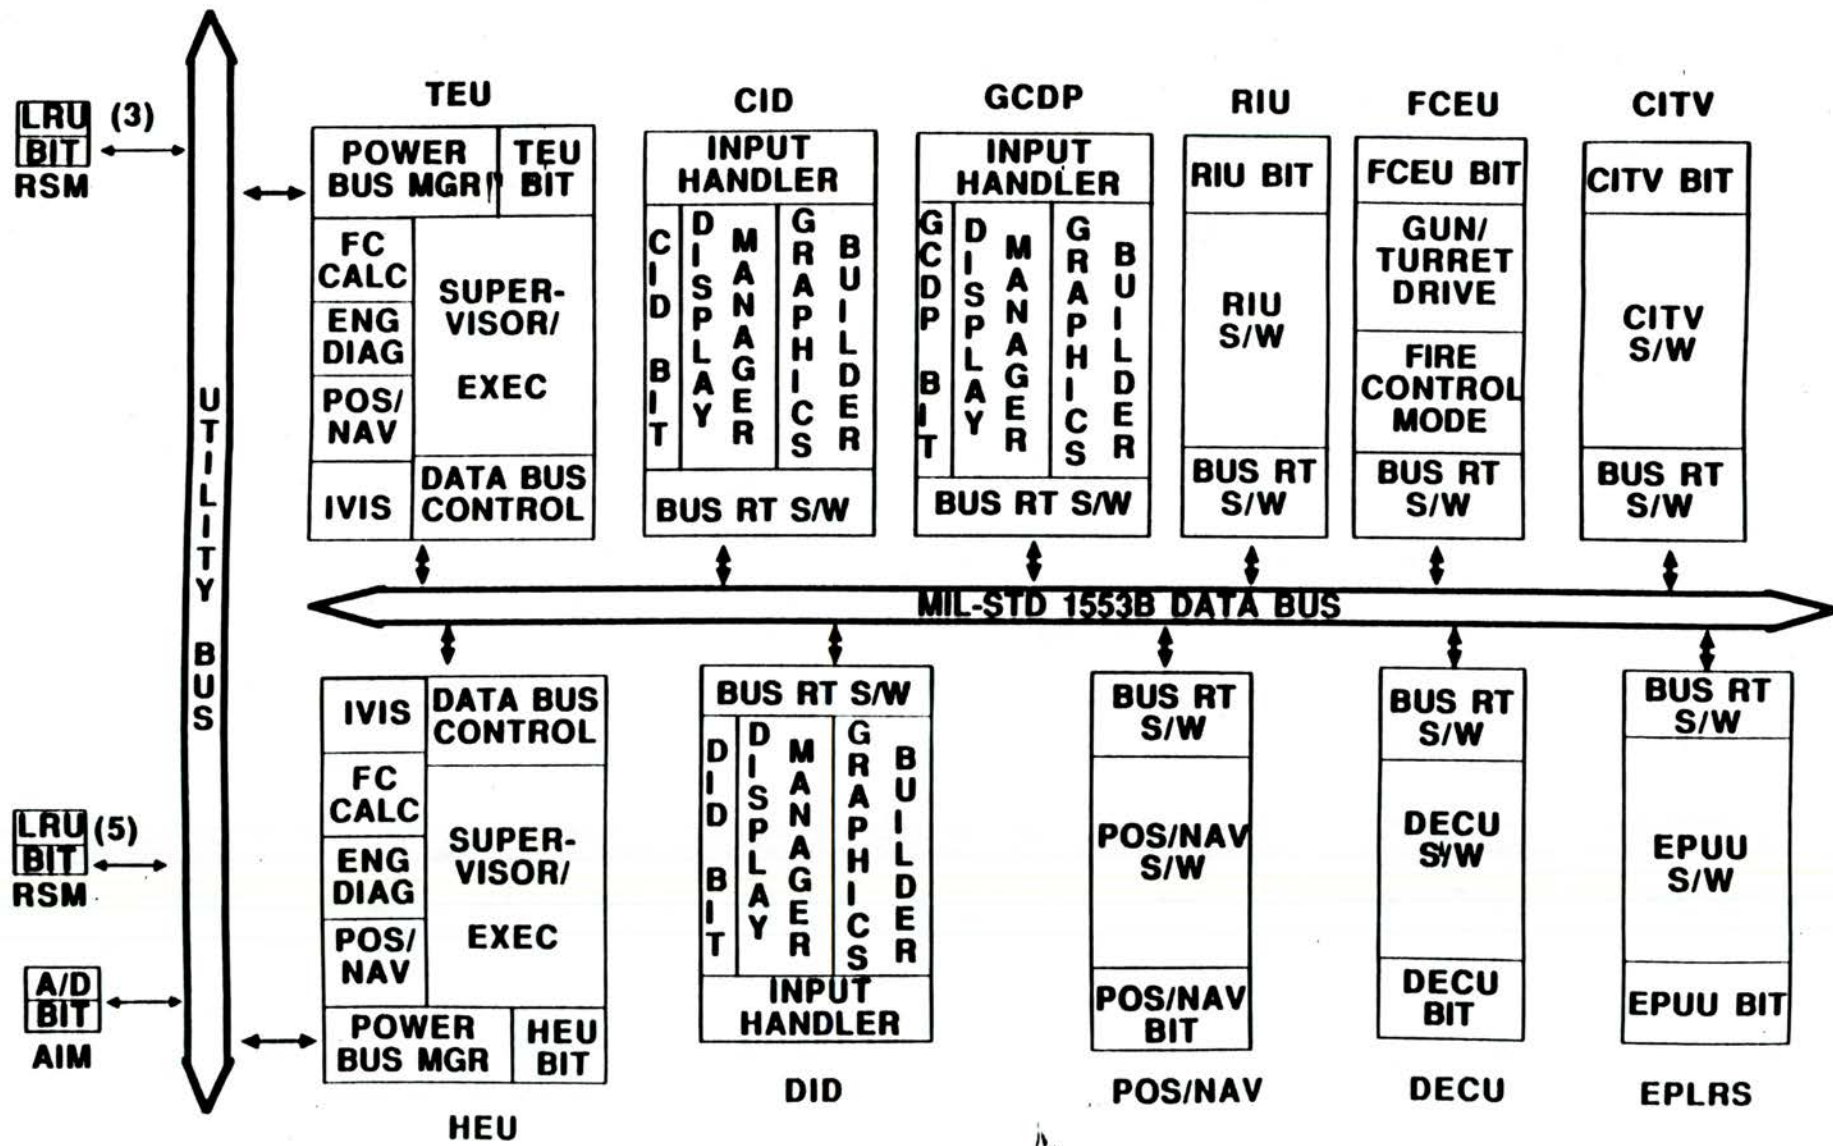 TEU
CID
GCDP
RIU
FCEU
CITV
LRU (3)
BIT
RSM
POWER
BUS MGR
TEU
BIT
FC
CALC
ENG
DIAG
POS/
NAV
IVIS
SUPER-
VISOR/
EXEC
DATA BUS
CONTROL
INPUT
HANDLER
CID BIT
DISPLAY
MANAGER
GRAPHICS
BUILDER
BUS RT S/W
INPUT
HANDLER
GCDP BIT
DISPLAY
MANAGER
GRAPHICS
BUILDER
BUS RT S/W
RIU BIT
RIU
S/W
BUS RT
S/W
FCEU BIT
GUN/
TURRET
DRIVE
FIRE
CONTROL
MODE
BUS RT
S/W
CITV BIT
CITV
S/W
BUS RT
S/W
UTILITY BUS
MIL-STD 1553B DATA BUS
LRU (5)
BIT
RSM
A/D
BIT
AIM
IVIS
DATA BUS
CONTROL
FC
CALC
ENG
DIAG
POS/
NAV
SUPER-
VISOR/
EXEC
POWER
BUS MGR
HEU
BIT
HEU
BUS RT S/W
DID BIT
DISPLAY
MANAGER
GRAPHICS
BUILDER
INPUT
HANDLER
DID
BUS RT
S/W
POS/NAV
S/W
POS/NAV
BIT
POS/NAV
BUS RT
S/W
DECU
S/W
DECU
BIT
DECU
BUS RT
S/W
EPUU
S/W
EPUU BIT
EPLRS